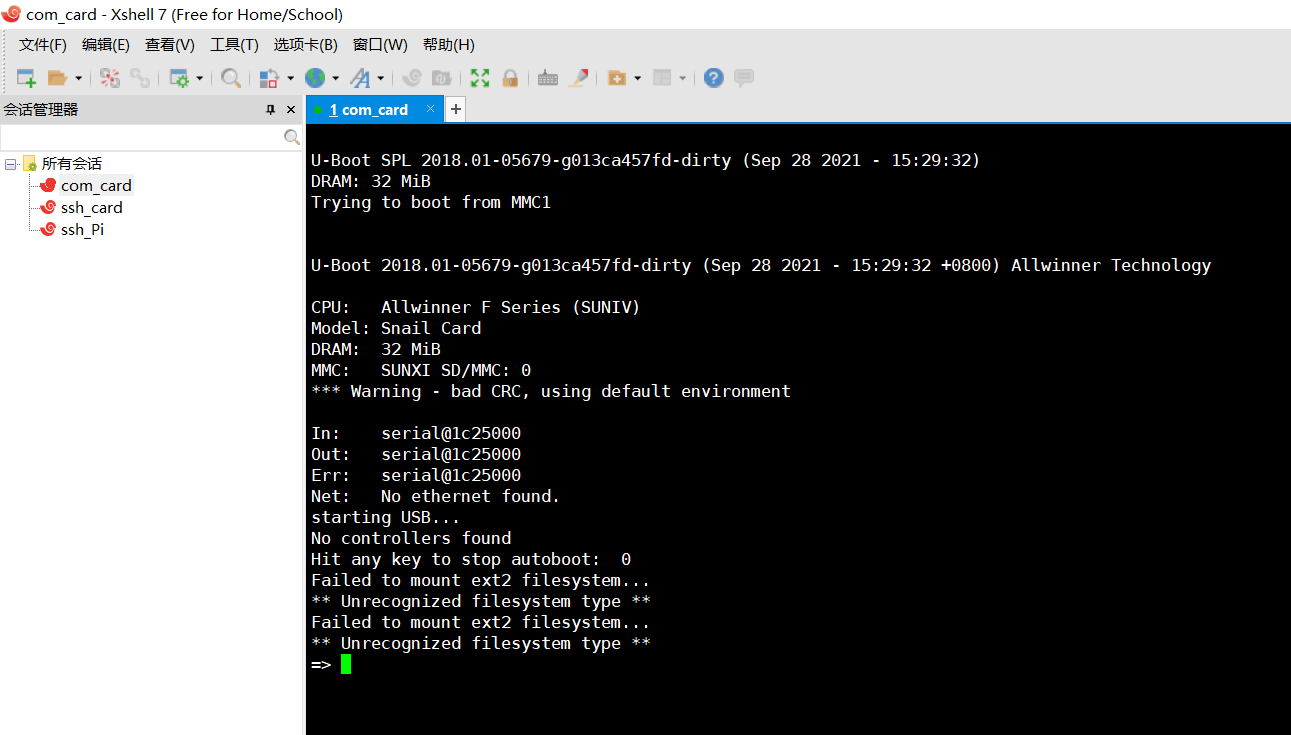 com_card - Xshell 7 (Free for Home/School)
文件(F) 编辑(E) 查看(V) 工具(T) 选项卡(B) 窗口(W) 帮助(H)
会话管理器
1 com_card
所有会话
com_card
ssh_card
ssh_Pi
U-Boot SPL 2018.01-05679-g013ca457fd-dirty (Sep 28 2021 - 15:29:32)
DRAM: 32 MiB
Trying to boot from MMC1
U-Boot 2018.01-05679-g013ca457fd-dirty (Sep 28 2021 - 15:29:32 +0800) Allwinner Technology
CPU:   Allwinner F Series (SUNIV)
Model: Snail Card
DRAM:  32 MiB
MMC:   SUNXI SD/MMC: 0
*** Warning - bad CRC, using default environment
In:    serial@1c25000
Out:   serial@1c25000
Err:   serial@1c25000
Net:   No ethernet found.
starting USB...
No controllers found
Hit any key to stop autoboot:  0
Failed to mount ext2 filesystem...
** Unrecognized filesystem type **
Failed to mount ext2 filesystem...
** Unrecognized filesystem type **
=>